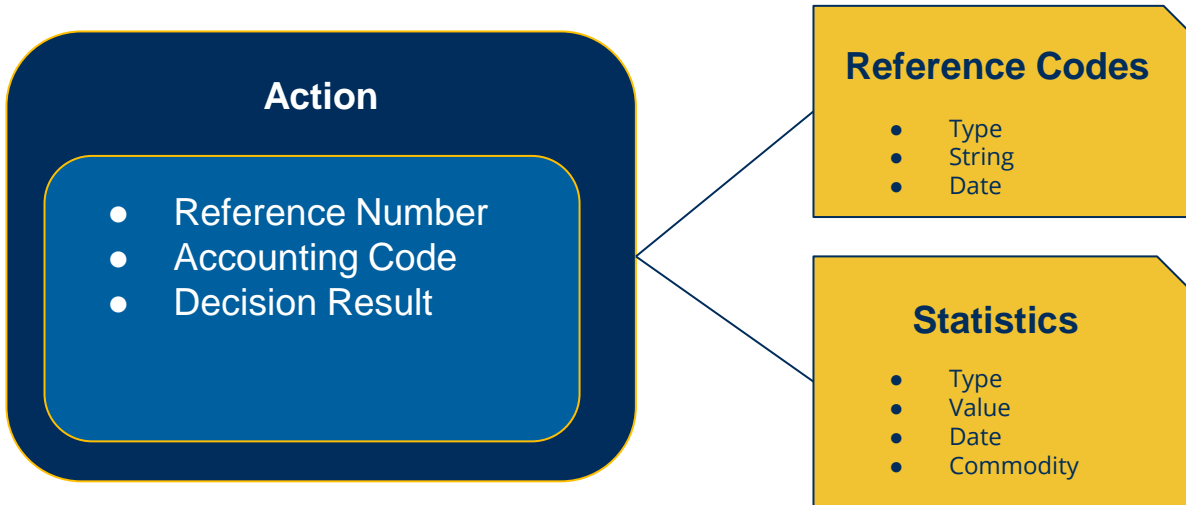 Action
● Reference Number
● Accounting Code
● Decision Result
Reference Codes
● Type
● String
● Date
Statistics
● Type
● Value
● Date
● Commodity